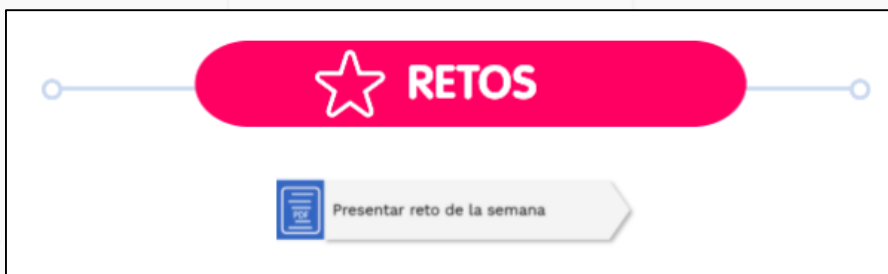 RETOS
PDF
Presentar reto de la semana